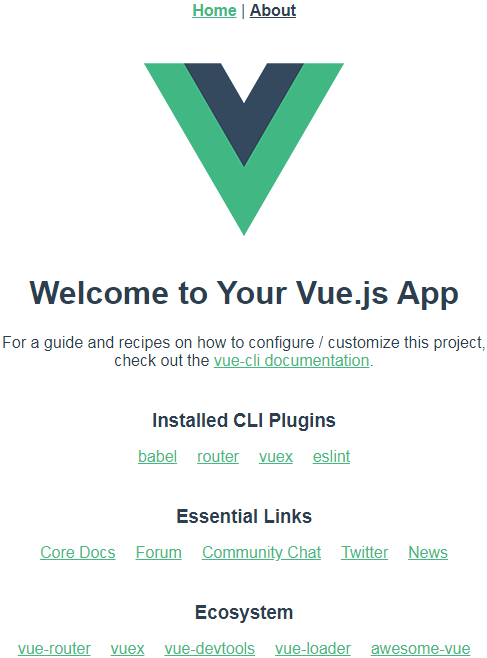 Home | About
Welcome to Your Vue.js App
For a guide and recipes on how to configure / customize this project,
check out the vue-cli documentation.
Installed CLI Plugins
babel router vuex eslint
Essential Links
Core Docs Forum Community Chat Twitter News
Ecosystem
vue-router vuex vue-devtools vue-loader awesome-vue